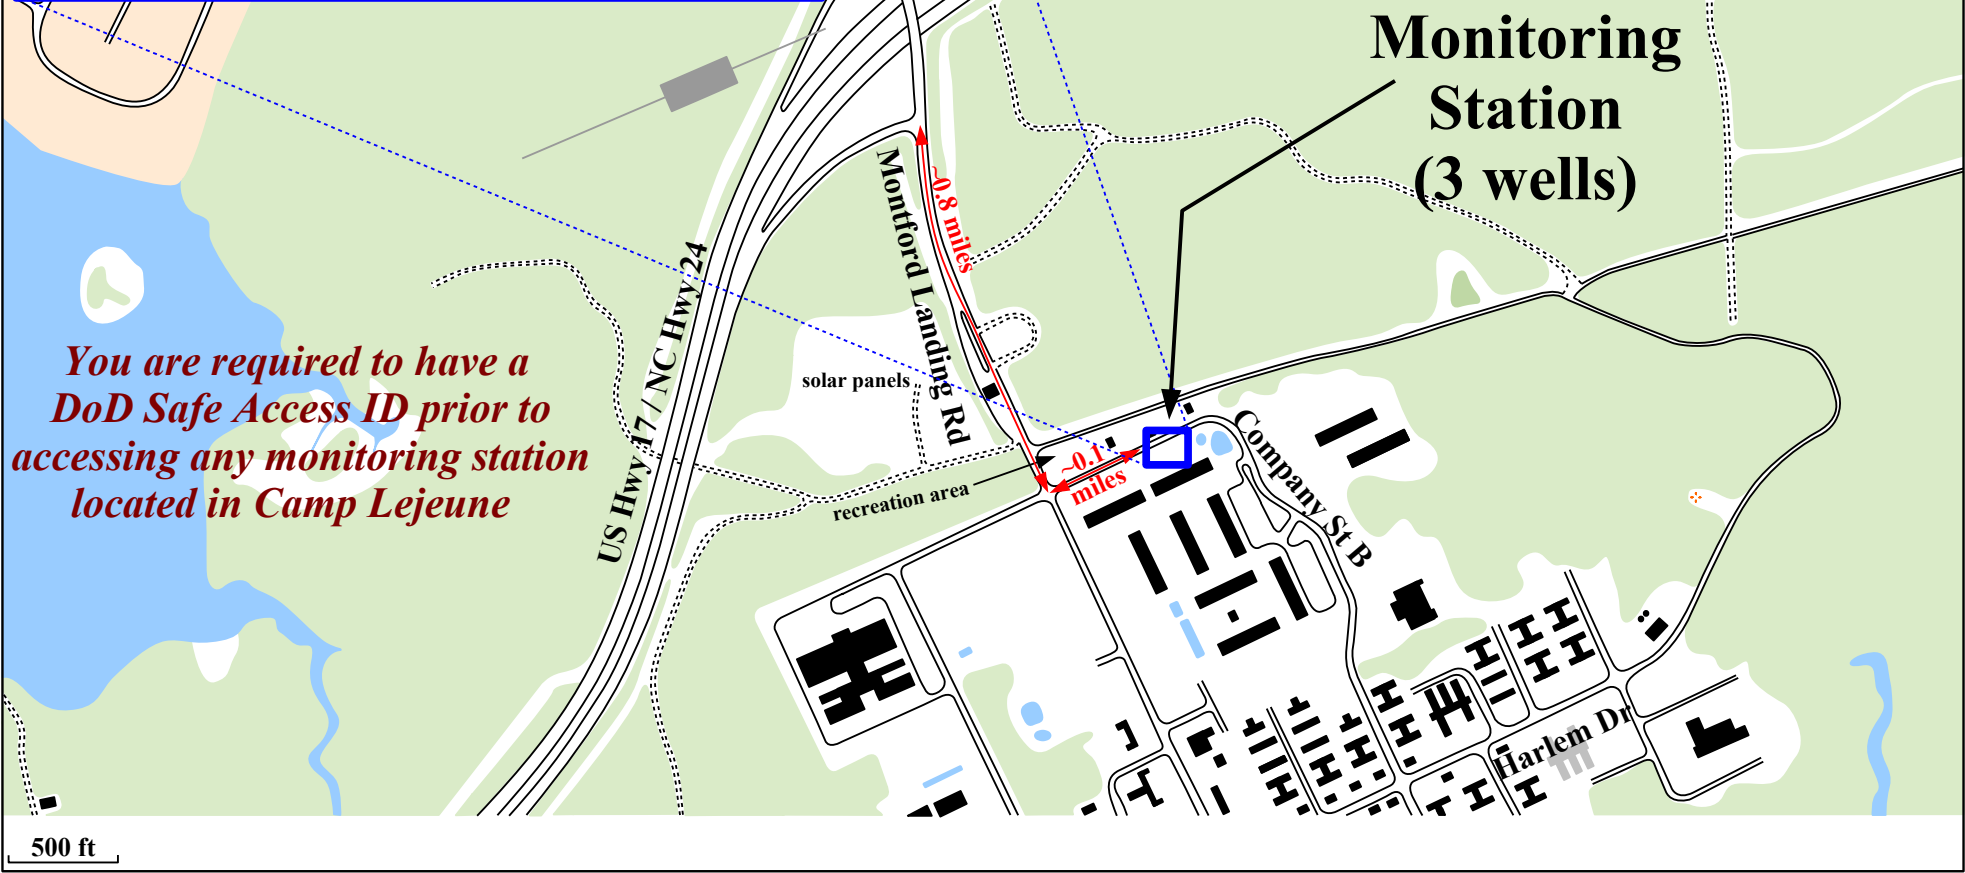 Monitoring
Station
(3 wells)
~0.8 miles
Montford Landing Rd
US Hwy 17 / NC Hwy 24
You are required to have a
DoD Safe Access ID prior to
accessing any monitoring station
located in Camp Lejeune
solar panels
recreation area
~0.1
miles
Company St B
Harlem Dr
500 ft